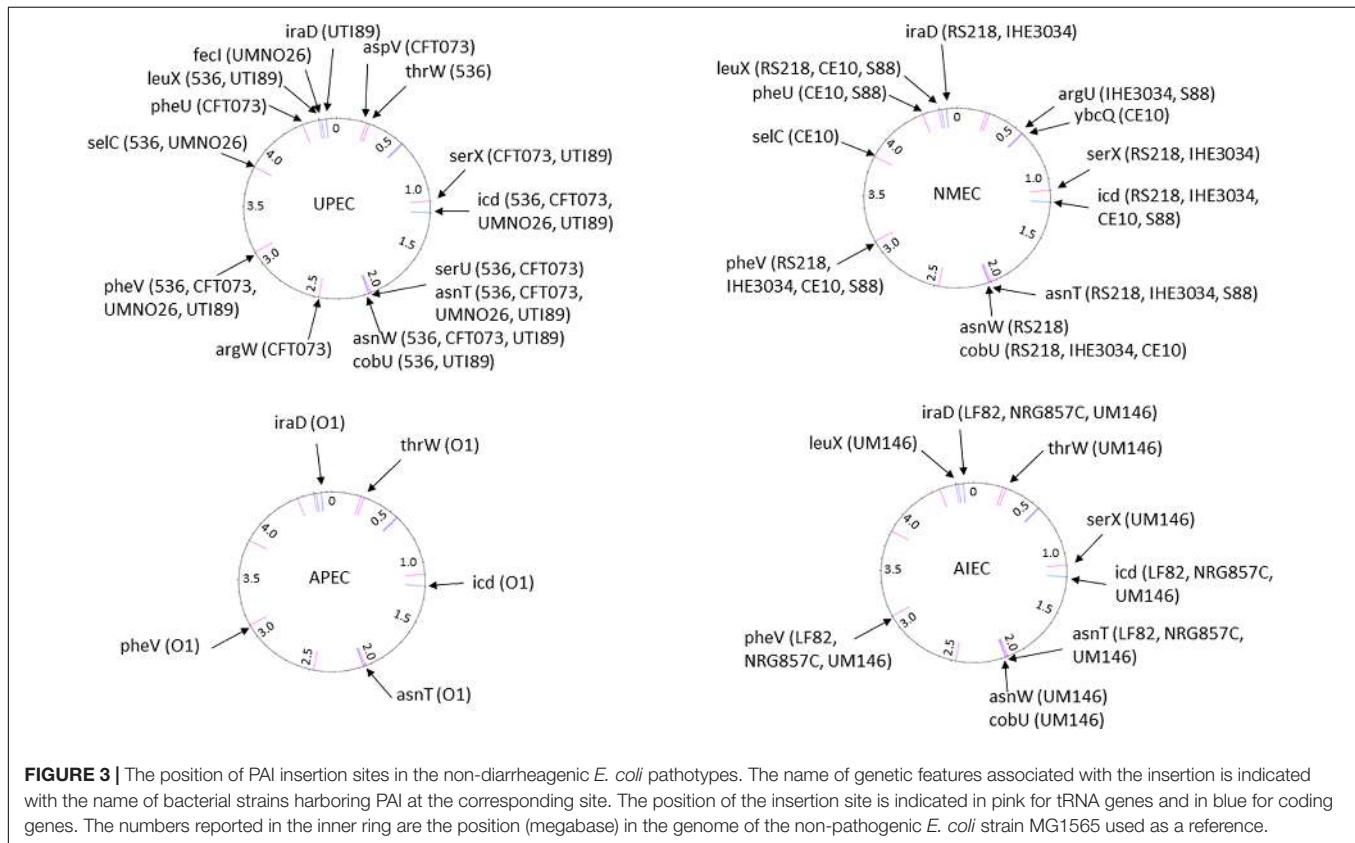 iraD (UTI89)
fecI (UMNO26)
aspV (CFT073)
leuX (536, UTI89)
thrW (536)
pheU (CFT073)
selC (536, UMNO26)
serX (CFT073, UTI89)
icd (536, CFT073,
UMNO26, UTI89)
serU (536, CFT073)
asnT (536, CFT073,
UMNO26, UTI89)
asnW (536, CFT073, UTI89)
cobU (536, UTI89)
argW (CFT073)
pheV (536, CFT073,
UMNO26, UTI89)
UPEC
0
0.5
1.0
1.5
2.0
2.5
3.0
3.5
4.0
iraD (RS218, IHE3034)
leuX (RS218, CE10, S88)
pheU (CE10, S88)
argU (IHE3034, S88)
ybcQ (CE10)
selC (CE10)
serX (RS218, IHE3034)
icd (RS218, IHE3034,
CE10, S88)
pheV (RS218,
IHE3034, CE10, S88)
asnT (RS218, IHE3034, S88)
asnW (RS218)
cobU (RS218, IHE3034, CE10)
NMEC
0
0.5
1.0
1.5
2.0
2.5
3.0
3.5
4.0
iraD (O1)
thrW (O1)
icd (O1)
pheV (O1)
asnT (O1)
APEC
0
0.5
1.0
1.5
2.0
2.5
3.0
3.5
4.0
iraD (LF82, NRG857C, UM146)
leuX (UM146)
thrW (UM146)
serX (UM146)
icd (LF82, NRG857C,
UM146)
pheV (LF82,
NRG857C, UM146)
asnT (LF82, NRG857C,
UM146)
asnW (UM146)
cobU (UM146)
AIEC
0
0.5
1.0
1.5
2.0
2.5
3.0
3.5
4.0
FIGURE 3 | The position of PAI insertion sites in the non-diarrheagenic E. coli pathotypes. The name of genetic features associated with the insertion is indicated
with the name of bacterial strains harboring PAI at the corresponding site. The position of the insertion site is indicated in pink for tRNA genes and in blue for coding
genes. The numbers reported in the inner ring are the position (megabase) in the genome of the non-pathogenic E. coli strain MG1565 used as a reference.